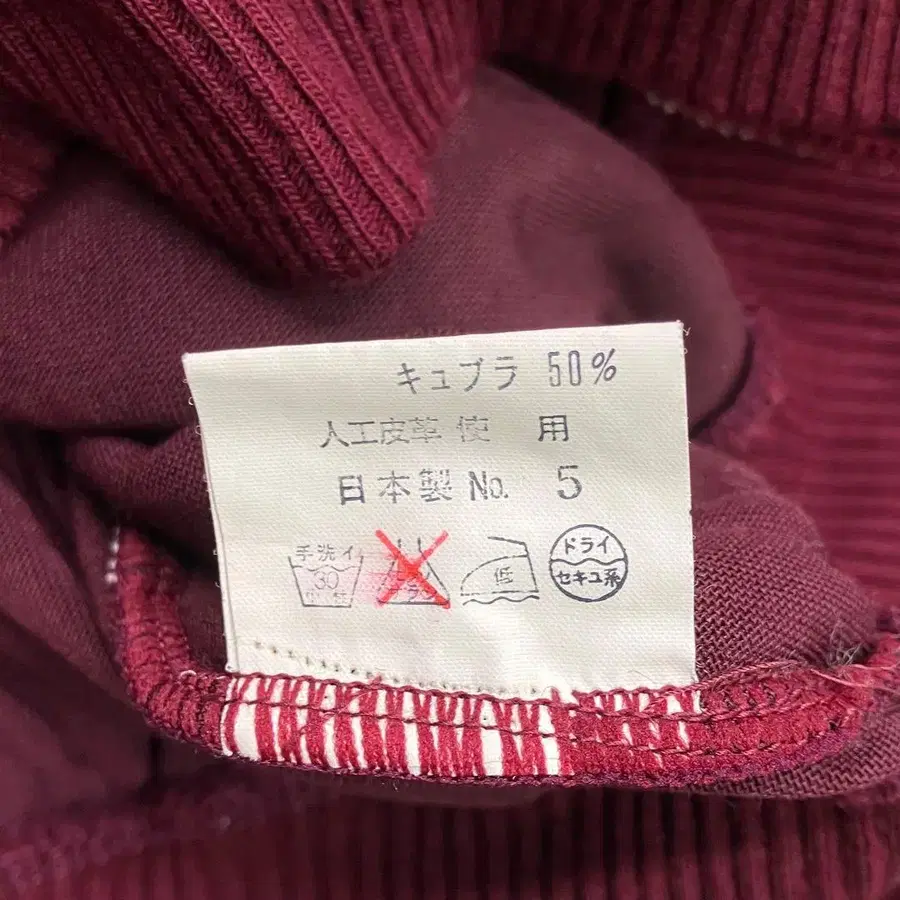 キュプラ 50%
人工皮革使 用
日本製 No. 5
手洗イ
30
低
ドライ
セキユ系